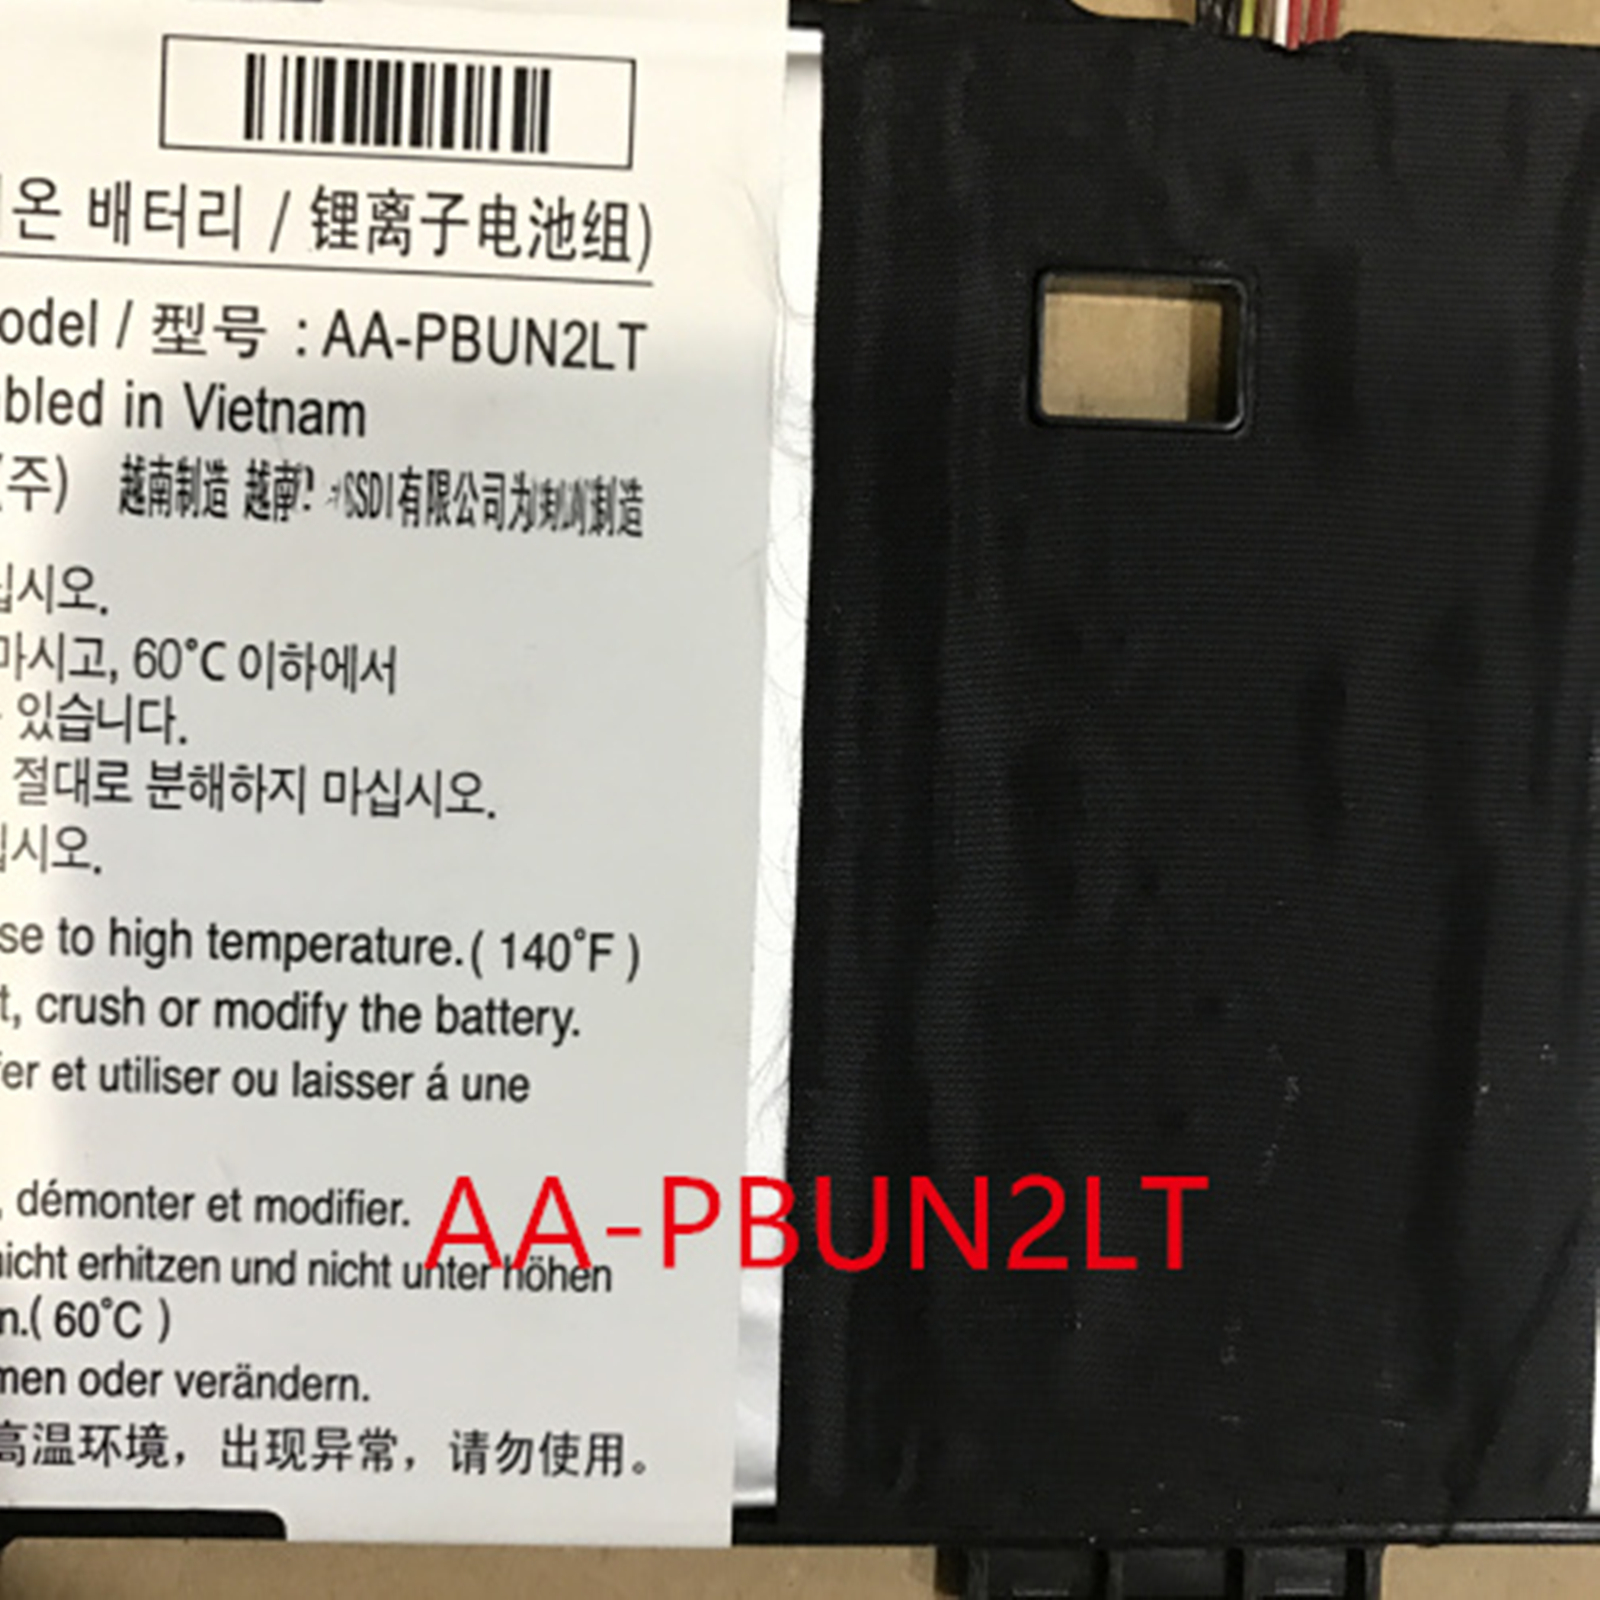 온 배터리 / 锂离子电池组)
odel / 型号 : AA-PBUN2LT
bled in Vietnam
(주) 越南制造 越南 SSDI有限公司为 制造
십시오.
마시고, 60°C 이하에서
있습니다.
절대로 분해하지 마십시오.
십시오.
se to high temperature.( 140°F )
t, crush or modify the battery.
fer et utiliser ou laisser á une
, démonter et modifier.
AA-PBUN2LT
nicht erhitzen und nicht unter höhen
n.( 60°C )
men oder verändern.
高温环境，出现异常，请勿使用。